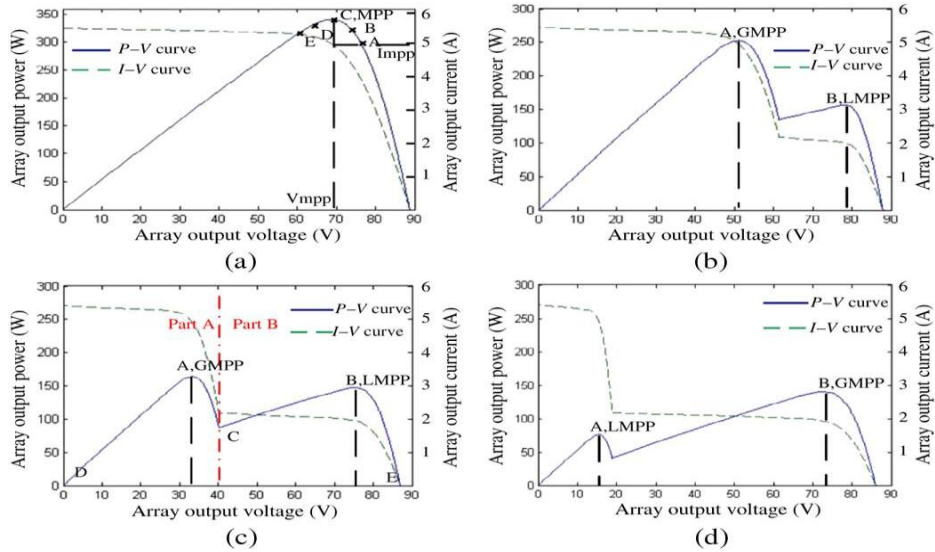 Array output power (W)
350
300
250
200
150
100
50
0
P–V curve
I–V curve
C,MPP
B
D
E
A
Impp
Vmpp
6
5
4
3
2
1
Array output current (A)
0 10 20 30 40 50 60 70 80 90
Array output voltage (V)
(a)
Array output power (W)
300
250
200
150
100
50
0
A,GMPP
P–V curve
I–V curve
B,LMPP
6
5
4
3
2
1
Array output current (A)
0 10 20 30 40 50 60 70 80 90
Array output voltage (V)
(b)
Array output power (W)
300
250
200
150
100
50
0
Part A
Part B
P–V curve
I–V curve
A,GMPP
B,LMPP
C
D
E
6
5
4
3
2
1
Array output current (A)
0 10 20 30 40 50 60 70 80 90
Array output voltage (V)
(c)
Array output power (W)
300
250
200
150
100
50
0
P–V curve
I–V curve
A,LMPP
B,GMPP
6
5
4
3
2
1
Array output current (A)
0 10 20 30 40 50 60 70 80 90
Array output voltage (V)
(d)